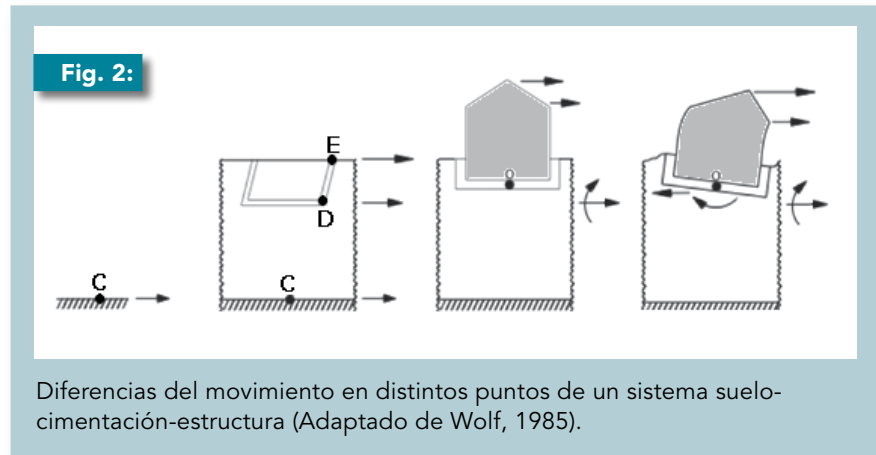 Fig. 2:
E
D
C
C
O
O
Diferencias del movimiento en distintos puntos de un sistema suelo-
cimentación-estructura (Adaptado de Wolf, 1985).